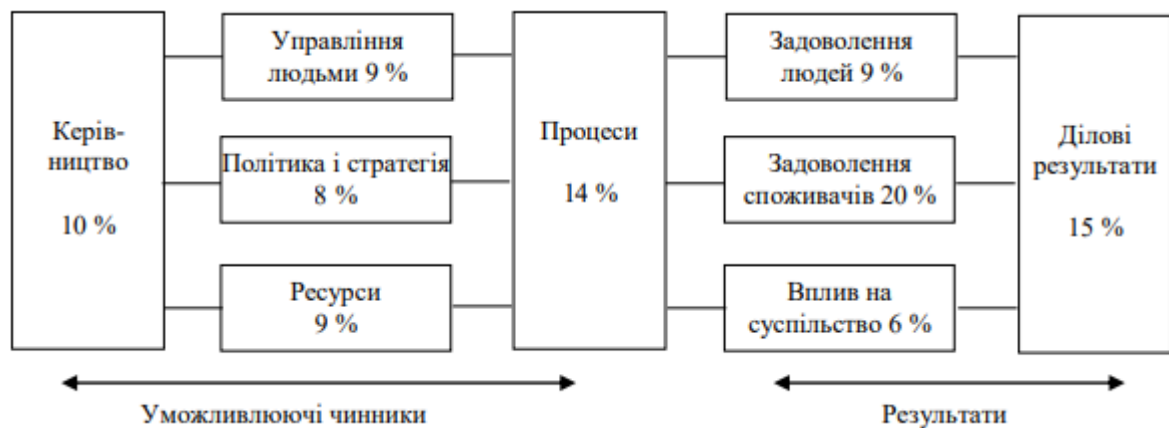 Керів-
ництво
10 %
Управління
людьми 9 %
Політика і стратегія
8 %
Ресурси
9 %
Процеси
14 %
Задоволення
людей 9 %
Задоволення
споживачів 20 %
Вплив на
суспільство 6 %
Ділові
результати
15 %
Уможливлюючі чинники
Результати